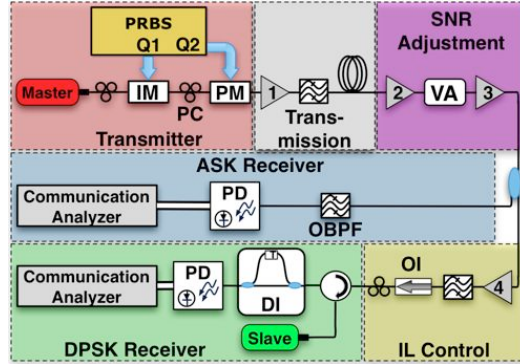 PRBS
Q1 Q2
SNR
Adjustment
Master
IM
PC
PM
1
2
VA
3
Trans-
mission
Transmitter
ASK Receiver
Communication
Analyzer
PD
OBPF
Communication
Analyzer
PD
DI
OI
4
Slave
DPSK Receiver
IL Control